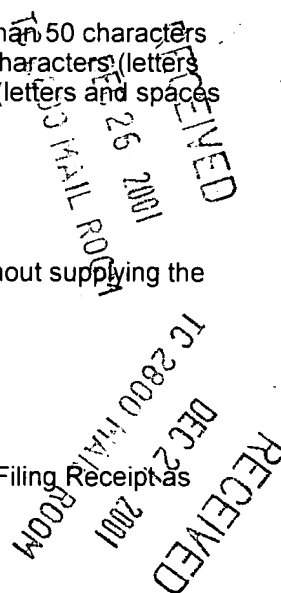 than 50 characters
characters (letters
(letters and spaces
RECEIVED
DEC 26 2001
MAIL ROOM
hout supplying the
Filing Receipt as
TC 2800 MAIL ROOM
DEC 2 2001
RECEIVED